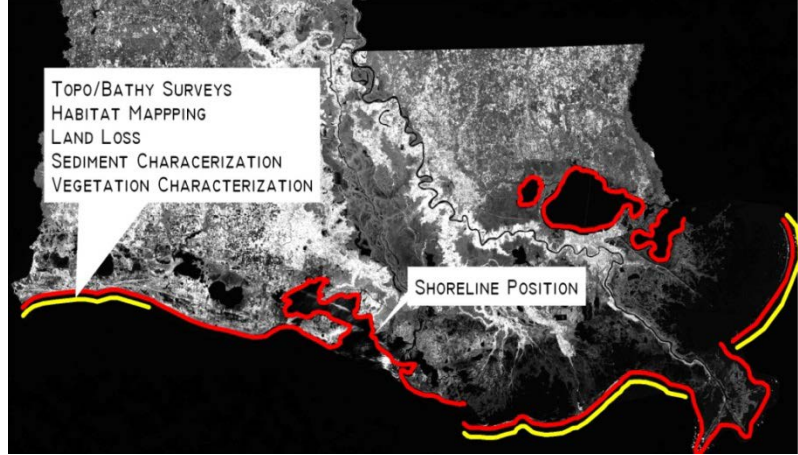 Topo/Bathy Surveys
Habitat Mappping
Land Loss
Sediment Characerization
Vegetation Characterization
Shoreline Position